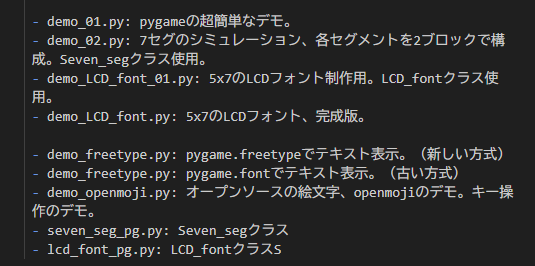 - demo_01.py: pygameの超簡単なデモ。
- demo_02.py: 7セグのシミュレーション、各セグメントを2ブロックで構
成。Seven_segクラス使用。
- demo_LCD_font_01.py: 5x7のLCDフォント制作用。LCD_fontクラス使
用。
- demo_LCD_font.py: 5x7のLCDフォント、完成版。
- demo_freetype.py: pygame.freetypeでテキスト表示。（新しい方式）
- demo_freetype.py: pygame.fontでテキスト表示。（古い方式）
- demo_openmoji.py: オープンソースの絵文字、openmojiのデモ。キー操
作のデモ。
- seven_seg_pg.py: Seven_segクラス
- lcd_font_pg.py: LCD_fontクラスS